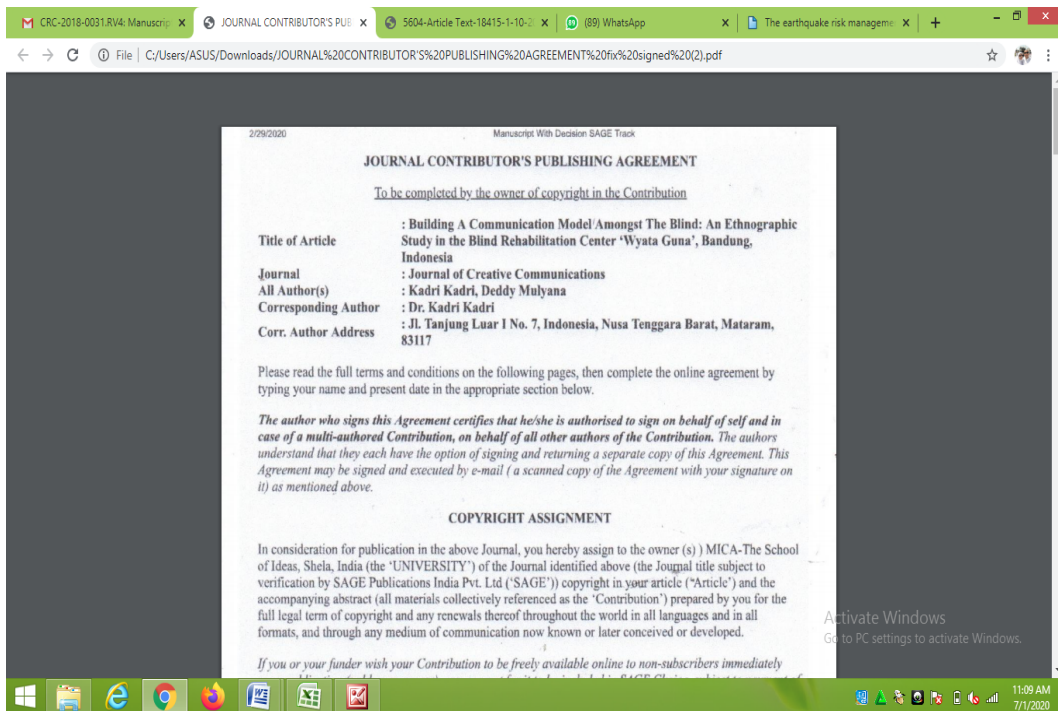 CRC-2018-0031.RV4: Manuscrip
JOURNAL CONTRIBUTOR'S PUB
5604-Article Text-18415-1-10-20
(89) WhatsApp
The earthquake risk manageme
File | C:/Users/ASUS/Downloads/JOURNAL%20CONTRIBUTOR'S%20PUBLISHING%20AGREEMENT%20fix%20signed%20(2).pdf
2/29/2020 Manuscript With Decision SAGE Track
JOURNAL CONTRIBUTOR'S PUBLISHING AGREEMENT
To be completed by the owner of copyright in the Contribution
Title of Article : Building A Communication Model Amongst The Blind: An Ethnographic
Study in the Blind Rehabilitation Center 'Wyata Guna', Bandung,
Indonesia
Journal : Journal of Creative Communications
All Author(s) : Kadri Kadri, Deddy Mulyana
Corresponding Author : Dr. Kadri Kadri
Corr. Author Address : Jl. Tanjung Luar I No. 7, Indonesia, Nusa Tenggara Barat, Mataram,
83117
Please read the full terms and conditions on the following pages, then complete the online agreement by
typing your name and present date in the appropriate section below.
The author who signs this Agreement certifies that he/she is authorised to sign on behalf of self and in
case of a multi-authored Contribution, on behalf of all other authors of the Contribution. The authors
understand that they each have the option of signing and returning a separate copy of this Agreement. This
Agreement may be signed and executed by e-mail ( a scanned copy of the Agreement with your signature on
it) as mentioned above.
COPYRIGHT ASSIGNMENT
In consideration for publication in the above Journal, you hereby assign to the owner (s) ) MICA-The School
of Ideas, Shela, India (the 'UNIVERSITY') of the Journal identified above (the Journal title subject to
verification by SAGE Publications India Pvt. Ltd ('SAGE')) copyright in your article ("Article') and the
accompanying abstract (all materials collectively referenced as the 'Contribution') prepared by you for the
full legal term of copyright and any renewals thereof throughout the world in all languages and in all
formats, and through any medium of communication now known or later conceived or developed.
If you or your funder wish your Contribution to be freely available online to non-subscribers immediately
Activate Windows
Go to PC settings to activate Windows.
11:09 AM
7/1/2020